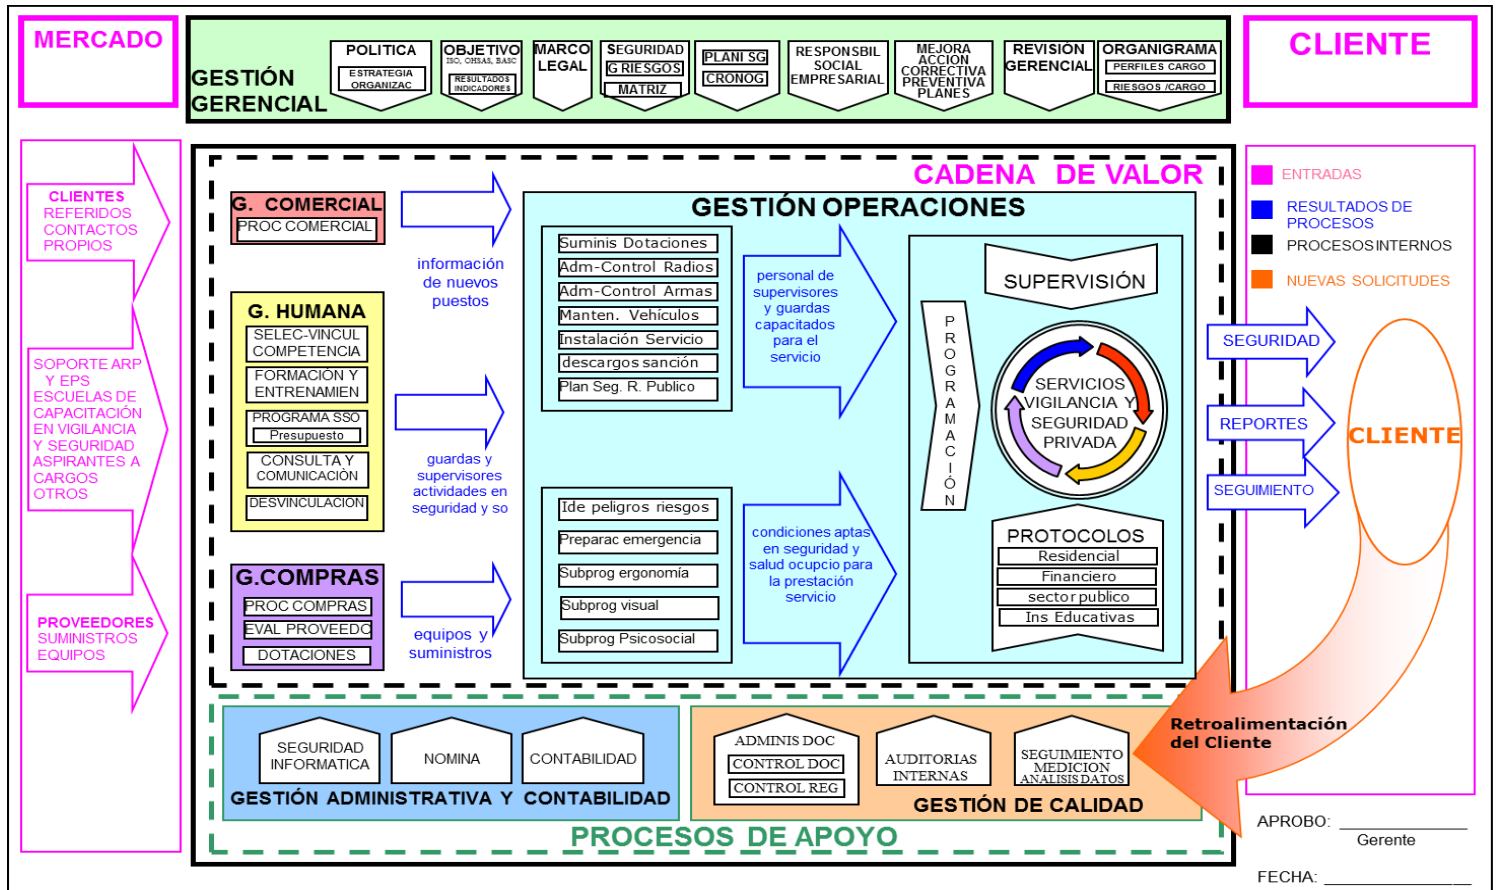 MERCADO
GESTIÓN
GERENCIAL
POLITICA
ESTRATEGIA
ORGANIZAC
OBJETIVO
ISO, OHSAS, BASC
RESULTADOS
INDICADORES
MARCO
LEGAL
SEGURIDAD
G RIESGOS
MATRIZ
PLANI SG
CRONOG
RESPONSBIL
SOCIAL
EMPRESARIAL
MEJORA
ACCIÓN
CORRECTIVA
PREVENTIVA
PLANES
REVISIÓN
GERENCIAL
ORGANIGRAMA
PERFILES CARGO
RIESGOS /CARGO
CLIENTE
CLIENTES
REFERIDOS
CONTACTOS
PROPIOS
SOPORTE ARP
Y EPS
ESCUELAS DE
CAPACITACIÓN
EN VIGILANCIA
Y SEGURIDAD
ASPIRANTES A
CARGOS
OTROS
PROVEEDORES
SUMINISTROS
EQUIPOS
CADENA DE VALOR
G. COMERCIAL
PROC COMERCIAL
información
de nuevos
puestos
G. HUMANA
SELEC-VINCUL
COMPETENCIA
FORMACIÓN Y
ENTRENAMIEN
PROGRAMA SSO
Presupuesto
CONSULTA Y
COMUNICACIÓN
DESVINCULACION
guardas y
supervisores
actividades en
seguridad y so
G.COMPRAS
PROC COMPRAS
EVAL PROVEEDO
DOTACIONES
equipos y
suministros
GESTIÓN OPERACIONES
Suminis Dotaciones
Adm-Control Radios
Adm-Control Armas
Manten. Vehículos
Instalación Servicio
descargos sanción
Plan Seg. R. Publico
personal de
supervisores
y guardas
capacitados
para el
servicio
Ide peligros riesgos
Preparac emergencia
Subprog ergonomía
Subprog visual
Subprog Psicosocial
condiciones aptas
en seguridad y
salud ocupcio para
la prestación
servicio
PROGRAMACIÓN
SUPERVISIÓN
SERVICIOS
VIGILANCIA Y
SEGURIDAD
PRIVADA
PROTOCOLOS
Residencial
Financiero
sector publico
Ins Educativas
ENTRADAS
RESULTADOS DE
PROCESOS
PROCESOS INTERNOS
NUEVAS SOLICITUDES
SEGURIDAD
REPORTES
SEGUIMIENTO
CLIENTE
Retroalimentación
del Cliente
SEGURIDAD
INFORMATICA
NOMINA
CONTABILIDAD
GESTIÓN ADMINISTRATIVA Y CONTABILIDAD
ADMINIS DOC
CONTROL DOC
CONTROL REG
AUDITORIAS
INTERNAS
SEGUIMIENTO
MEDICION
ANALISIS DATOS
GESTIÓN DE CALIDAD
PROCESOS DE APOYO
APROBO: ______________
Gerente
FECHA: ________________